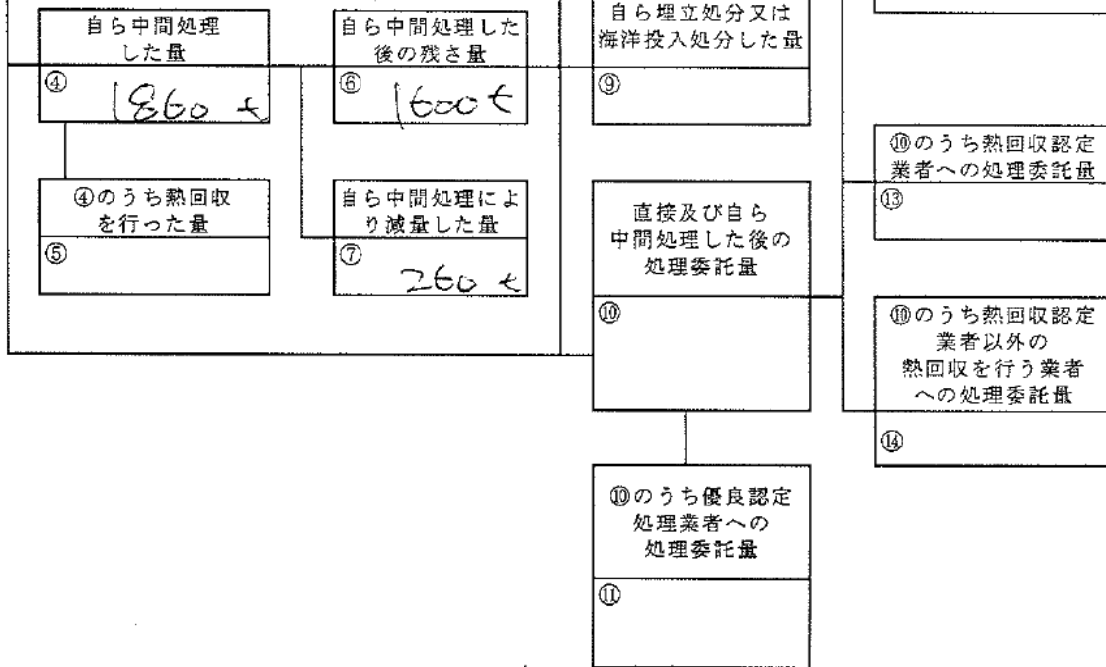 自ら中間処理
した量
④
1860 t
自ら中間処理した
後の残さ量
⑥
1600 t
自ら埋立処分又は
海洋投入処分した量
⑨
④のうち熱回収
を行った量
⑤
自ら中間処理によ
り減量した量
⑦
260 t
直接及び自ら
中間処理した後の
処理委託量
⑩
⑩のうち熱回収認定
業者への処理委託量
⑬
⑩のうち熱回収認定
業者以外の
熱回収を行う業者
への処理委託量
⑭
⑩のうち優良認定
処理業者への
処理委託量
⑪